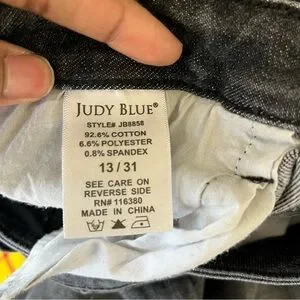 JUDY BLUE®
STYLE# JB8858
92.6% COTTON
6.6% POLYESTER
0.8% SPANDEX
13 / 31
SEE CARE ON
REVERSE SIDE
RN# 116380
MADE IN CHINA